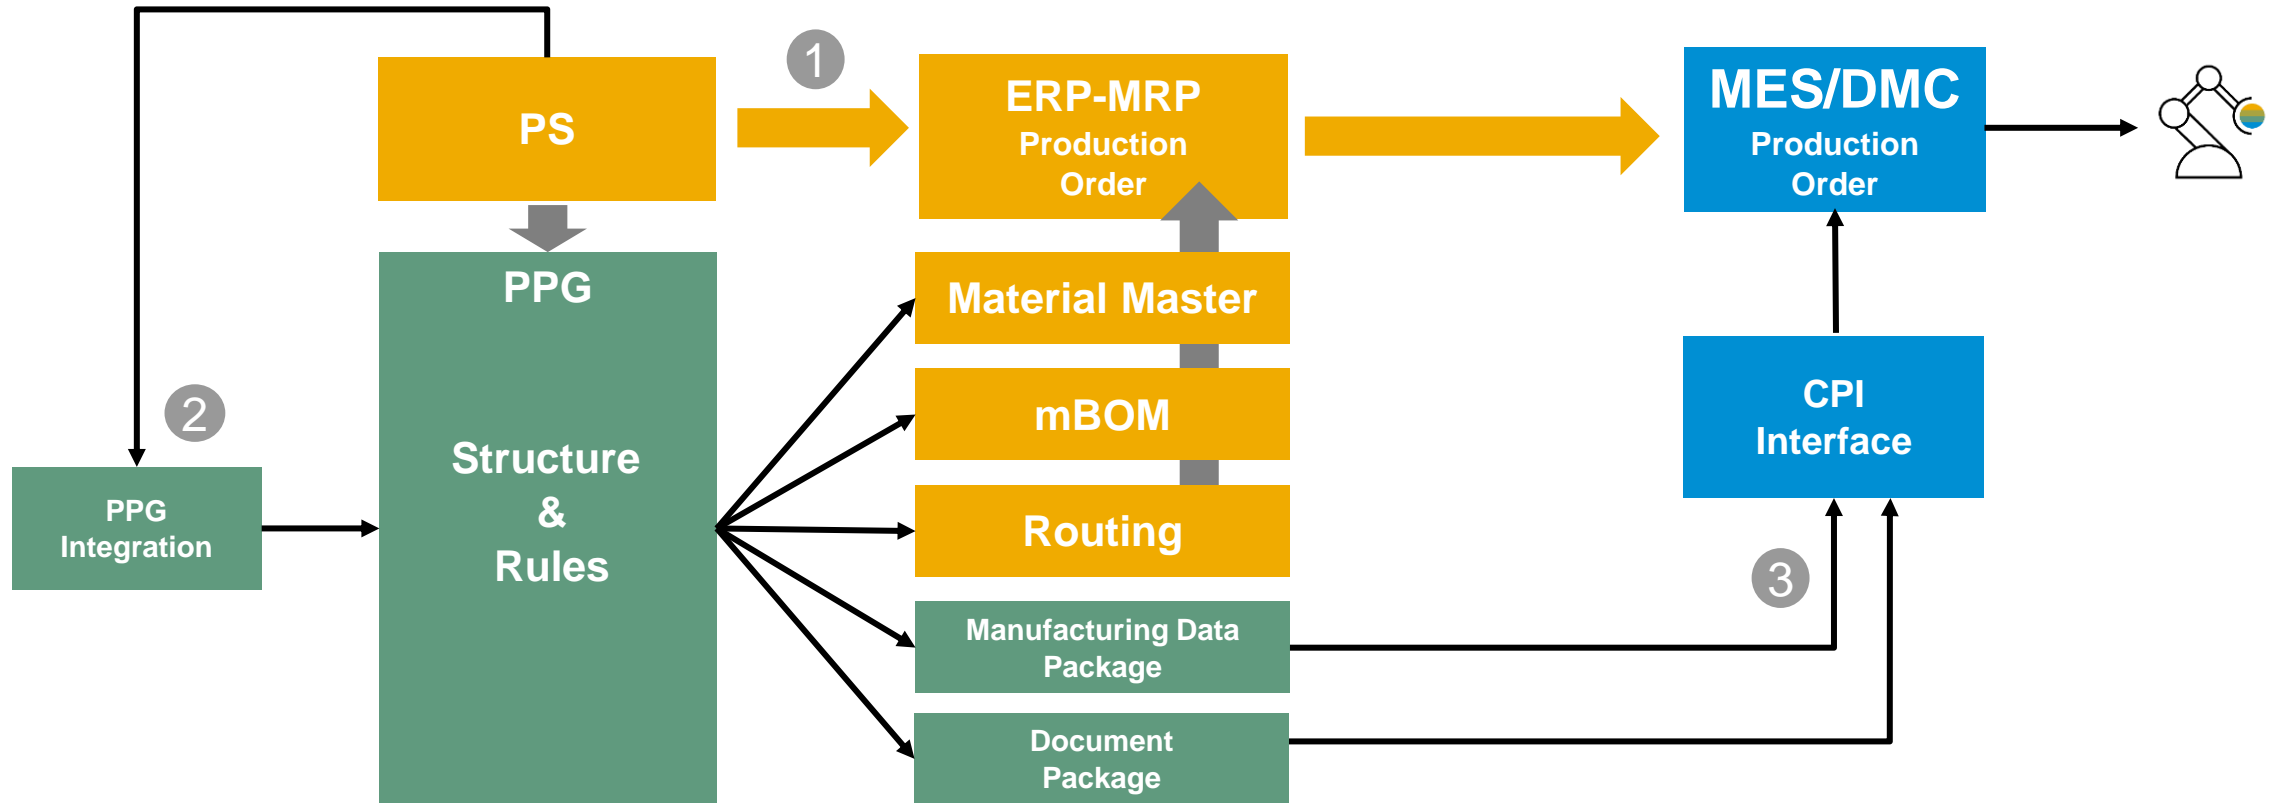 PS
1
ERP-MRP
Production
Order
MES/DMC
Production
Order
PPG
Structure
&
Rules
2
PPG
Integration
Material Master
mBOM
Routing
Manufacturing Data
Package
Document
Package
CPI
Interface
3